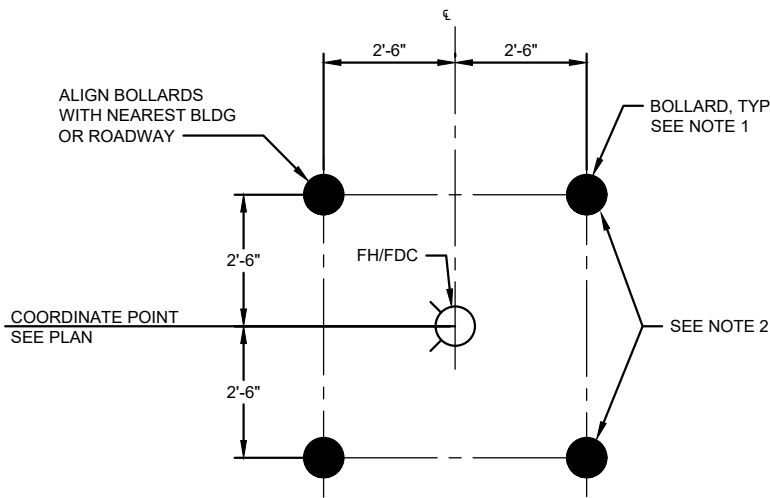 ℄
2'-6"
2'-6"
ALIGN BOLLARDS
WITH NEAREST BLDG
OR ROADWAY
BOLLARD, TYP
SEE NOTE 1
2'-6"
FH/FDC
COORDINATE POINT
SEE PLAN
SEE NOTE 2
2'-6"